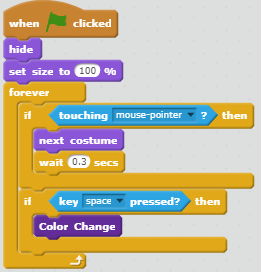 when clicked
hide
set size to 100 %
forever
if touching mouse-pointer ? then
next costume
wait 0.3 secs
if key space pressed? then
Color Change